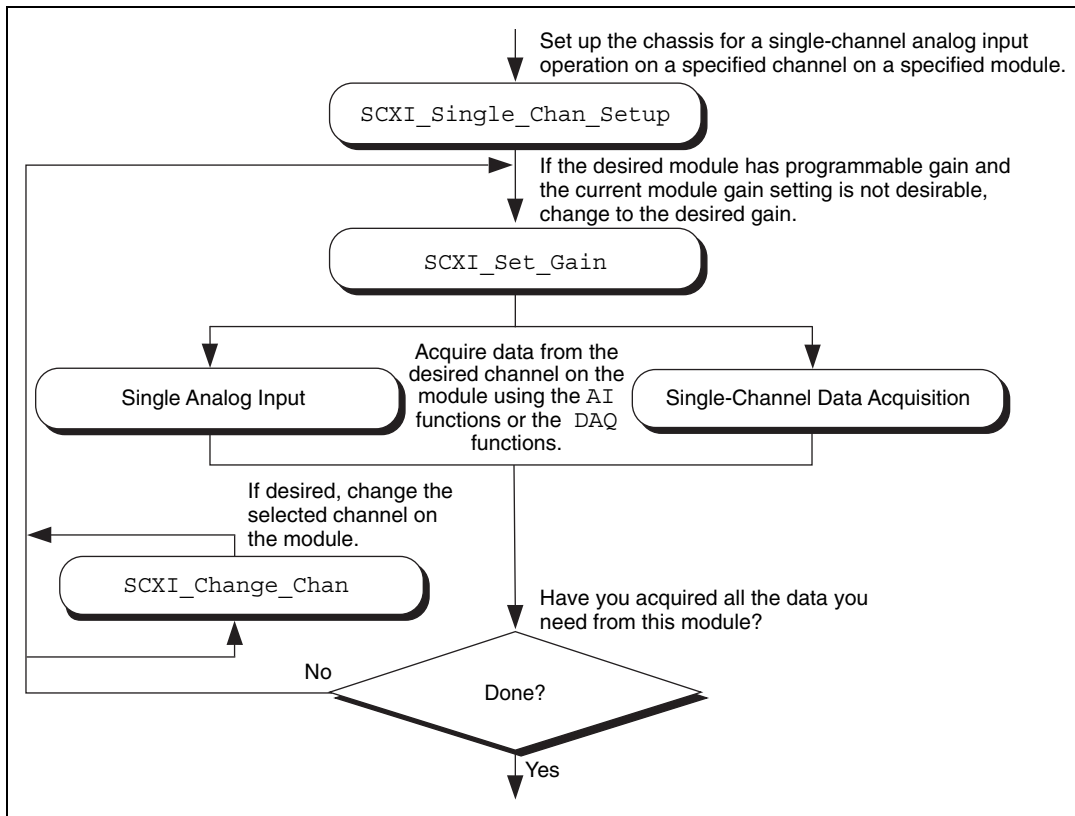 Set up the chassis for a single-channel analog input
operation on a specified channel on a specified module.
SCXI_Single_Chan_Setup
If the desired module has programmable gain and
the current module gain setting is not desirable,
change to the desired gain.
SCXI_Set_Gain
Single Analog Input
Acquire data from the
desired channel on the
module using the AI
functions or the DAQ
functions.
Single-Channel Data Acquisition
If desired, change the
selected channel on
the module.
SCXI_Change_Chan
Have you acquired all the data you
need from this module?
No
Done?
Yes